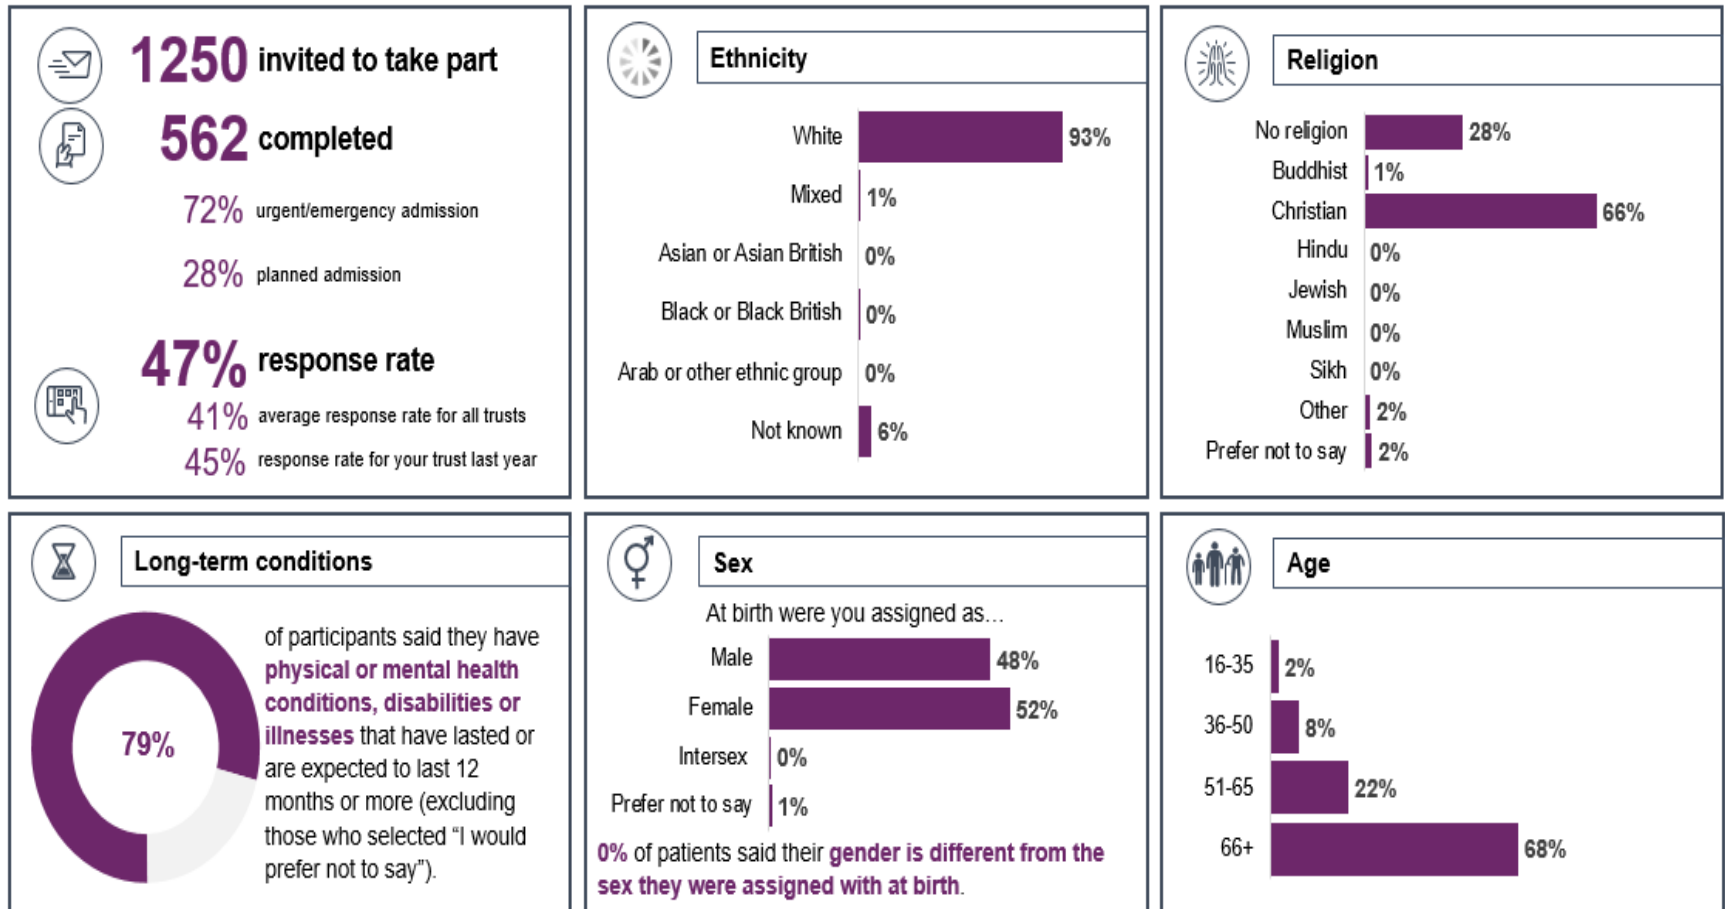 1250 invited to take part
562 completed
72% urgent/emergency admission
28% planned admission
47% response rate
41% average response rate for all trusts
45% response rate for your trust last year
Ethnicity
White 93%
Mixed 1%
Asian or Asian British 0%
Black or Black British 0%
Arab or other ethnic group 0%
Not known 6%
Religion
No religion 28%
Buddhist 1%
Christian 66%
Hindu 0%
Jewish 0%
Muslim 0%
Sikh 0%
Other 2%
Prefer not to say 2%
Long-term conditions
79%
of participants said they have
physical or mental health
conditions, disabilities or
illnesses that have lasted or
are expected to last 12
months or more (excluding
those who selected “I would
prefer not to say”).
Sex
At birth were you assigned as...
Male 48%
Female 52%
Intersex 0%
Prefer not to say 1%
0% of patients said their gender is different from the
sex they were assigned with at birth.
Age
16-35 2%
36-50 8%
51-65 22%
66+ 68%